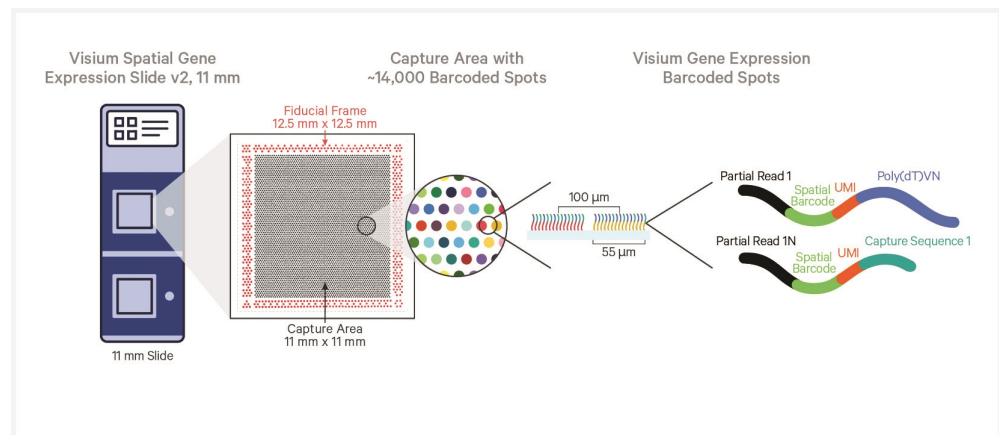 Visium Spatial Gene
Expression Slide v2, 11 mm
Capture Area with
~14,000 Barcoded Spots
Visium Gene Expression
Barcoded Spots
Fiducial Frame
12.5 mm x 12.5 mm
Capture Area
11 mm x 11 mm
11 mm Slide
100 µm
55 µm
Partial Read 1
Spatial
Barcode
UMI
Poly(dT)VN
Partial Read 1N
Spatial
Barcode
UMI
Capture Sequence 1